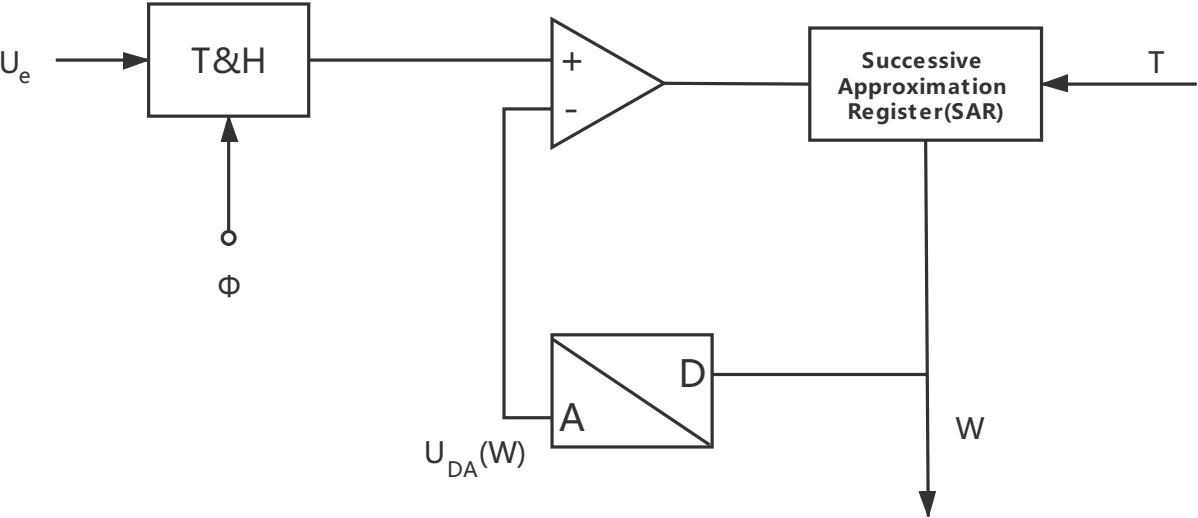 U_e
T&H
+
-
Successive
Approximation
Register(SAR)
T
Φ
D
A
U_DA(W)
W